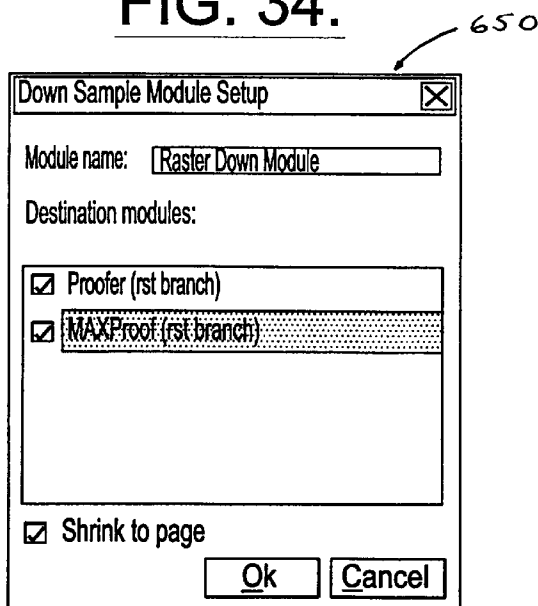 FIG. 34.
650
Down Sample Module Setup
Module name: Raster Down Module
Destination modules:
Proofer (rst branch)
MAXProof (rst branch)
Shrink to page
Ok Cancel